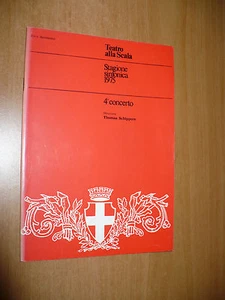 Teatro
alla Scala
Stagione
sinfonica
1975
4° concerto
Thomas Schippers